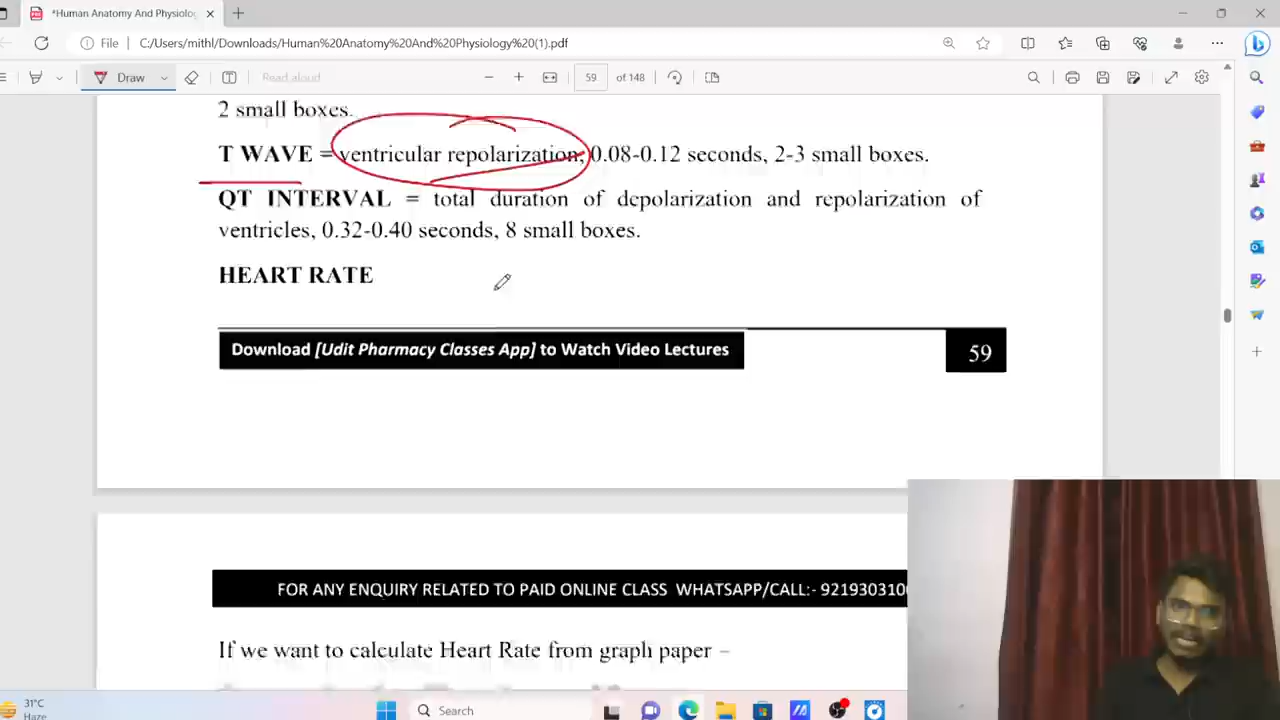 *Human Anatomy And Physiolog
File
C:/Users/mithl/Downloads/Human%20Anatomy%20And%20Physiology%20(1).pdf
Draw
Read aloud
59
of 148
2 small boxes.
T WAVE = ventricular repolarization, 0.08-0.12 seconds, 2-3 small boxes.
QT INTERVAL = total duration of depolarization and repolarization of
ventricles, 0.32-0.40 seconds, 8 small boxes.
HEART RATE
Download [Udit Pharmacy Classes App] to Watch Video Lectures
59
FOR ANY ENQUIRY RELATED TO PAID ONLINE CLASS WHATSAPP/CALL:-
If we want to calculate Heart Rate from graph paper –
31°C
Haze
Search